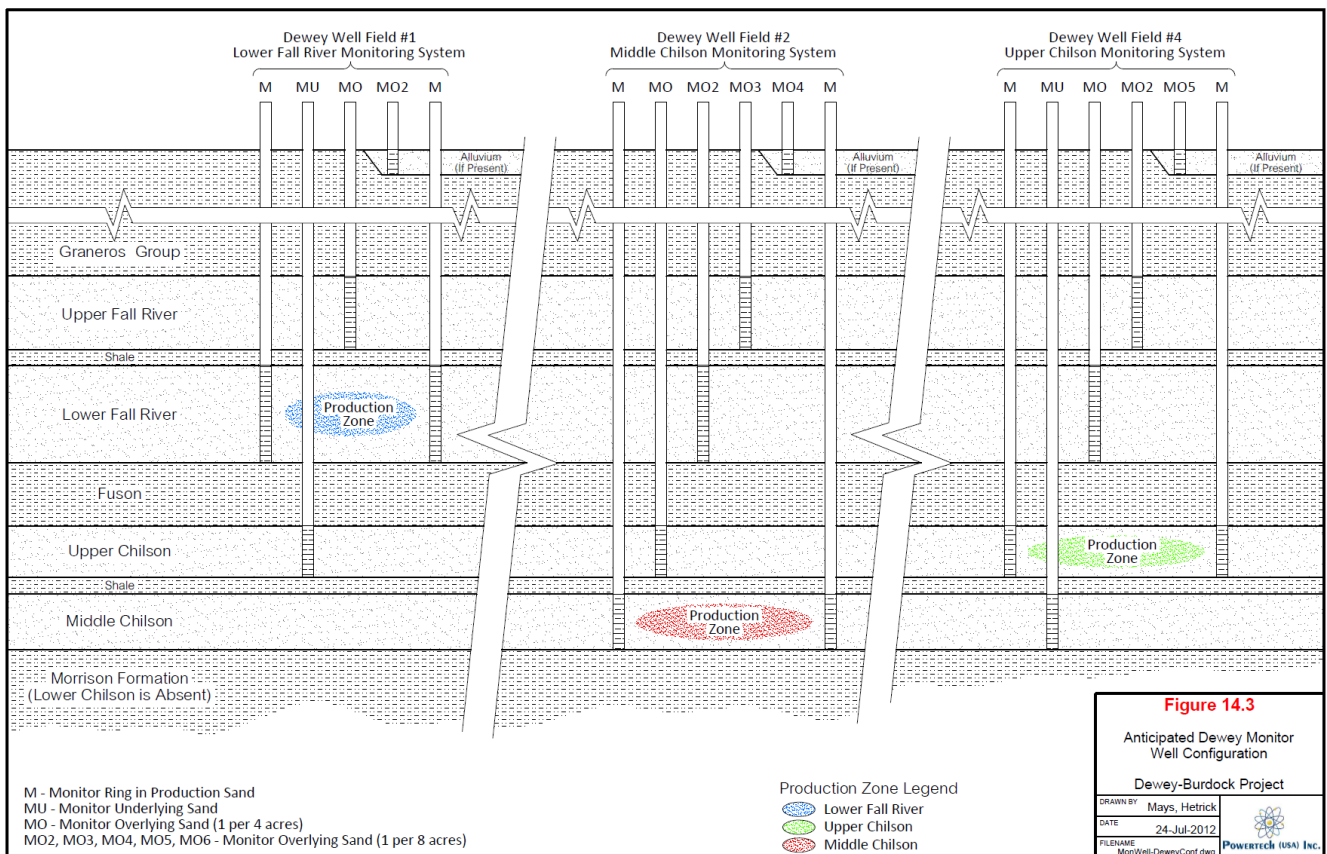 Dewey Well Field #1
Lower Fall River Monitoring System
Dewey Well Field #2
Middle Chilson Monitoring System
Dewey Well Field #4
Upper Chilson Monitoring System
M MU MO MO2 M
M MO MO2 MO3 MO4 M
M MU MO MO2 MO5 M
Alluvium
(If Present)
Alluvium
(If Present)
Alluvium
(If Present)
Graneros Group
Upper Fall River
Shale
Lower Fall River
Production
Zone
Fuson
Upper Chilson
Production
Zone
Shale
Middle Chilson
Production
Zone
Morrison Formation
(Lower Chilson is Absent)
M - Monitor Ring in Production Sand
MU - Monitor Underlying Sand
MO - Monitor Overlying Sand (1 per 4 acres)
MO2, MO3, MO4, MO5, MO6 - Monitor Overlying Sand (1 per 8 acres)
Production Zone Legend
Lower Fall River
Upper Chilson
Middle Chilson
Figure 14.3
Anticipated Dewey Monitor
Well Configuration
Dewey-Burdock Project
DRAWN BY Mays, Hetrick
DATE 24-Jul-2012
FILENAME MonWell-DeweyConf.dwg
POWERTECH (USA) INC.